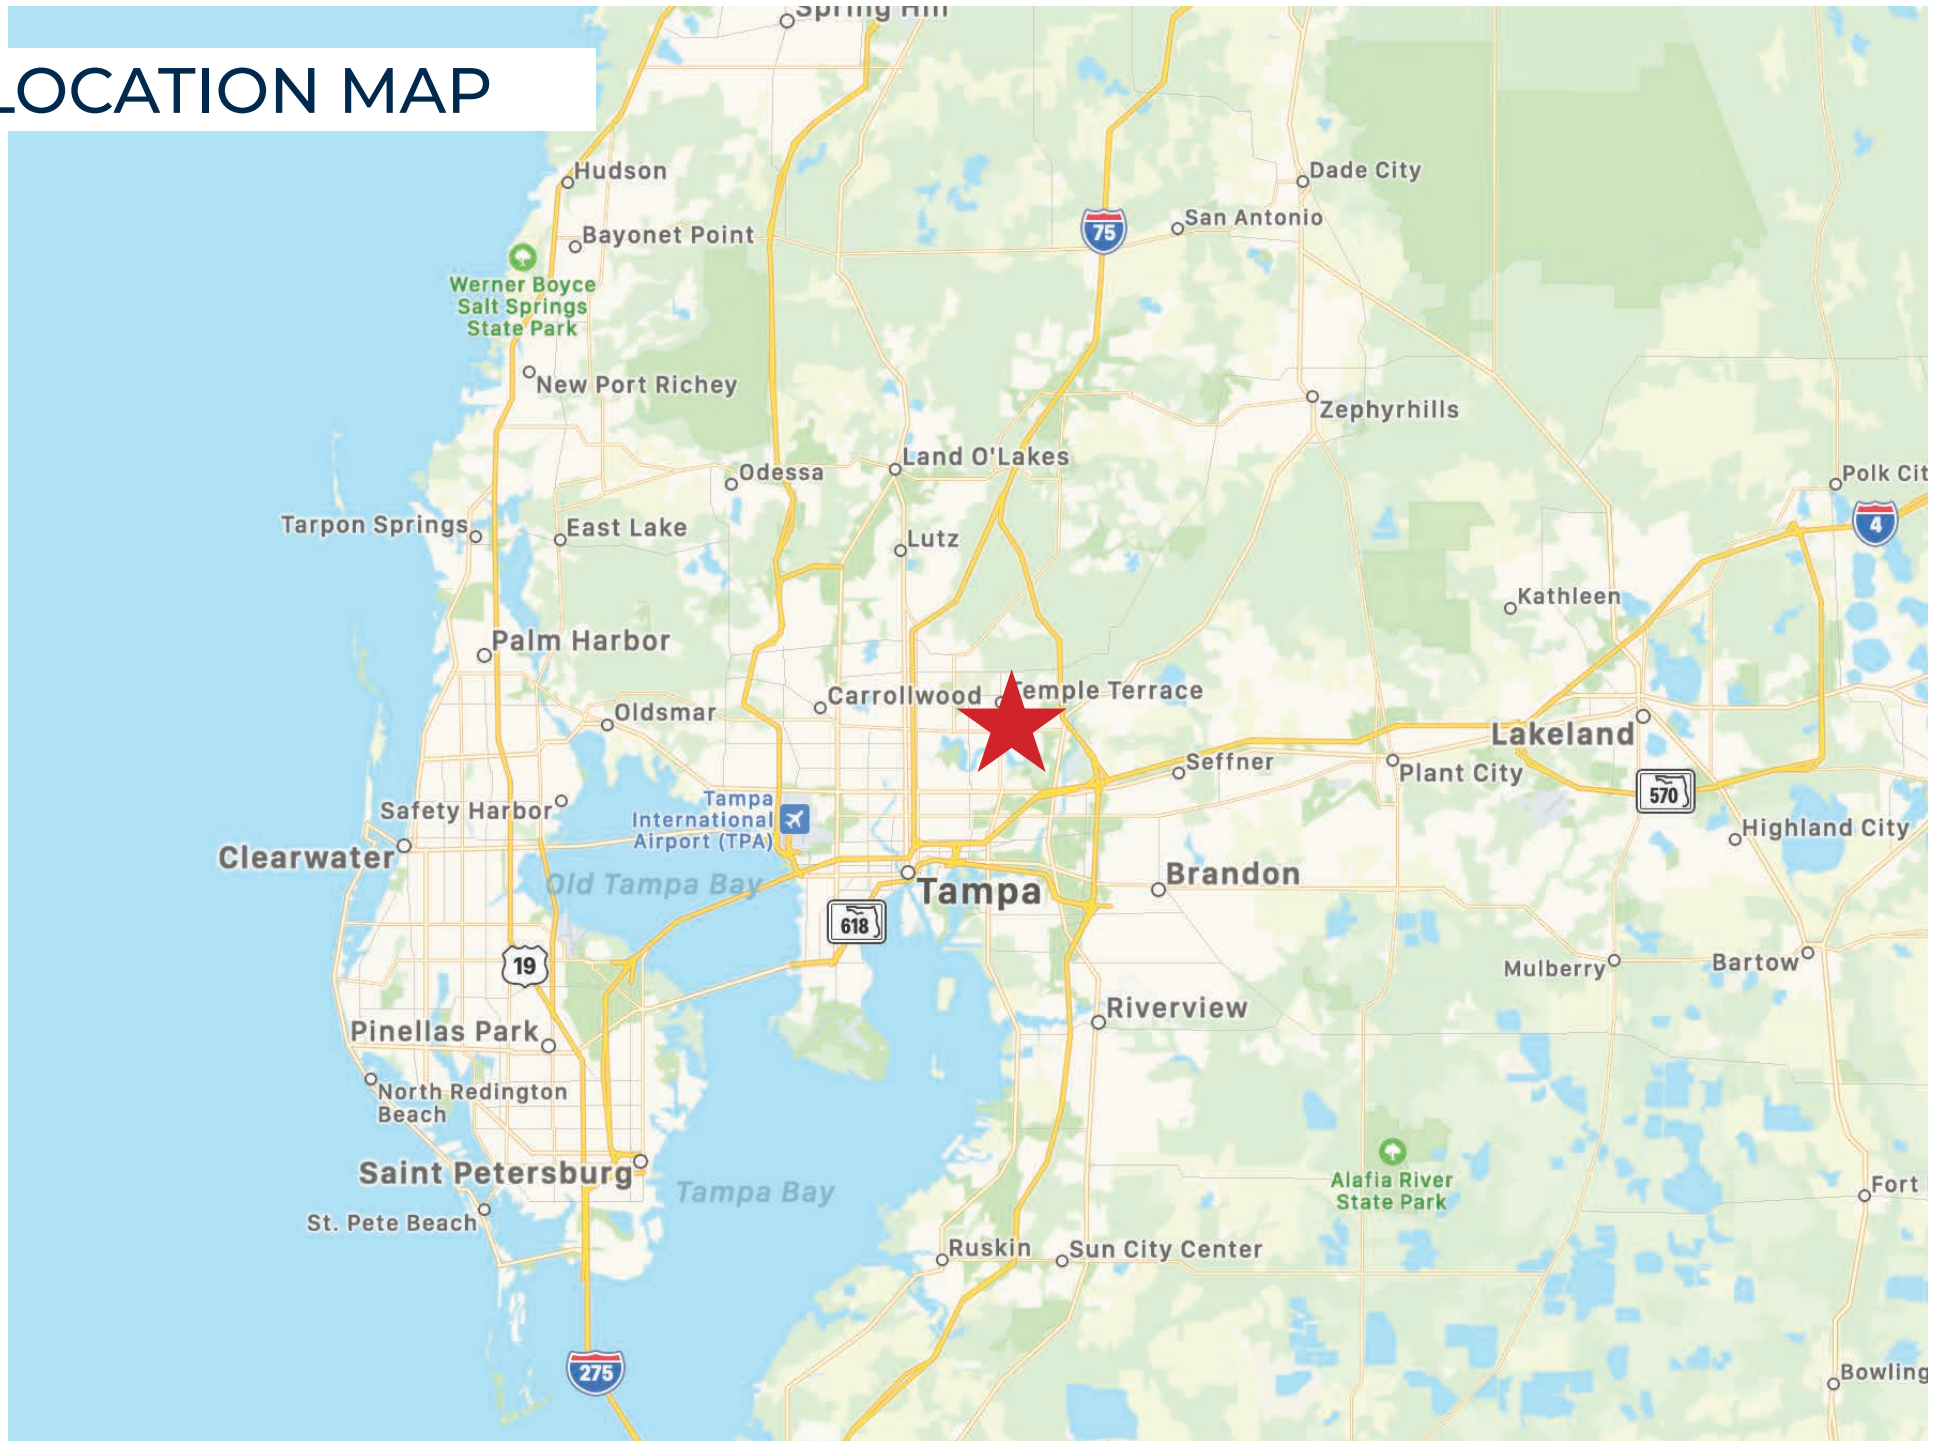 Spring Hill
LOCATION MAP
Hudson
Dade City
San Antonio
75
Bayonet Point
Werner Boyce
Salt Springs
State Park
New Port Richey
Zephyrhills
Land O'Lakes
Odessa
Polk Cit
4
Tarpon Springs
East Lake
Lutz
Kathleen
Palm Harbor
Carrollwood
Temple Terrace
Oldsmar
Lakeland
Seffner
Plant City
570
Safety Harbor
Tampa
International
Airport (TPA)
Highland City
Clearwater
Old Tampa Bay
Tampa
Brandon
618
19
Mulberry
Bartow
Riverview
Pinellas Park
North Redington
Beach
Saint Petersburg
Tampa Bay
Alafia River
State Park
Fort
St. Pete Beach
Ruskin
Sun City Center
275
Bowling